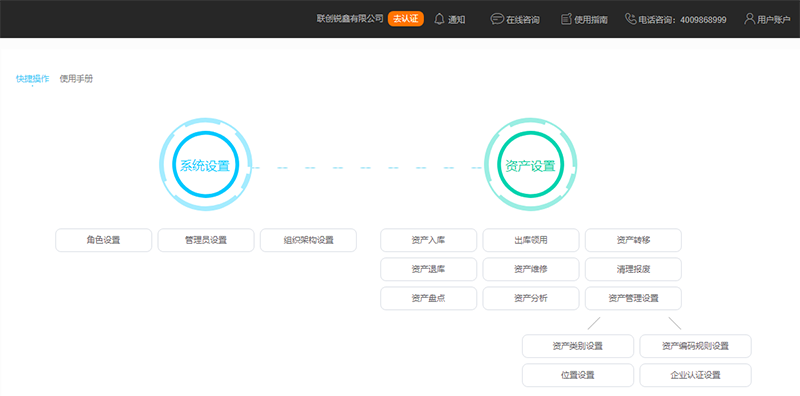 联创锐鑫有限公司 去认证 通知 在线咨询 使用指南 电话咨询：4009868999 用户账户
快捷操作 使用手册
系统设置 资产设置
角色设置 管理员设置 组织架构设置 资产入库 出库领用 资产转移
资产退库 资产维修 清理报废
资产盘点 资产分析 资产管理设置
资产类别设置 资产编码规则设置
位置设置 企业认证设置